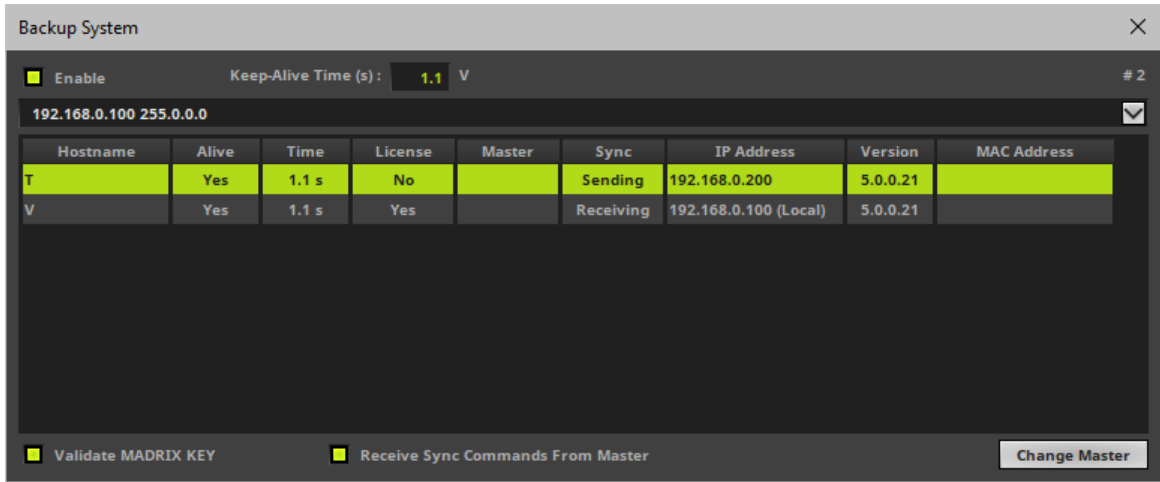 Backup System
Enable Keep-Alive Time (s) : 1.1 V # 2
192.168.0.100 255.0.0.0
Hostname Alive Time License Master Sync IP Address Version MAC Address
T Yes 1.1 s No Sending 192.168.0.200 5.0.0.21
V Yes 1.1 s Yes Receiving 192.168.0.100 (Local) 5.0.0.21
Validate MADRIX KEY Receive Sync Commands From Master Change Master